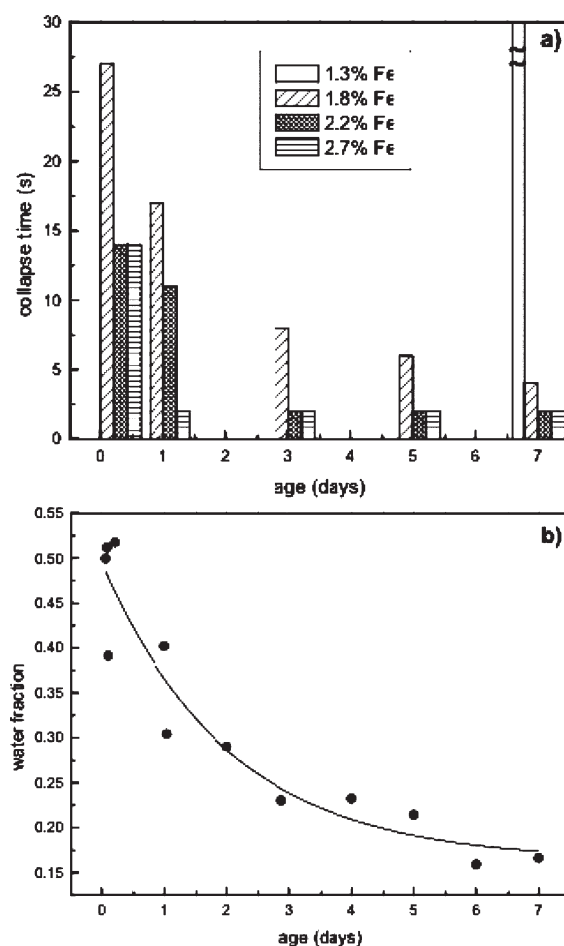 a)
30
25
20
15
10
5
0
collapse time (s)
1.3% Fe
1.8% Fe
2.2% Fe
2.7% Fe
0 1 2 3 4 5 6 7
age (days)
b)
0.55
0.50
0.45
0.40
0.35
0.30
0.25
0.20
0.15
water fraction
0 1 2 3 4 5 6 7
age (days)